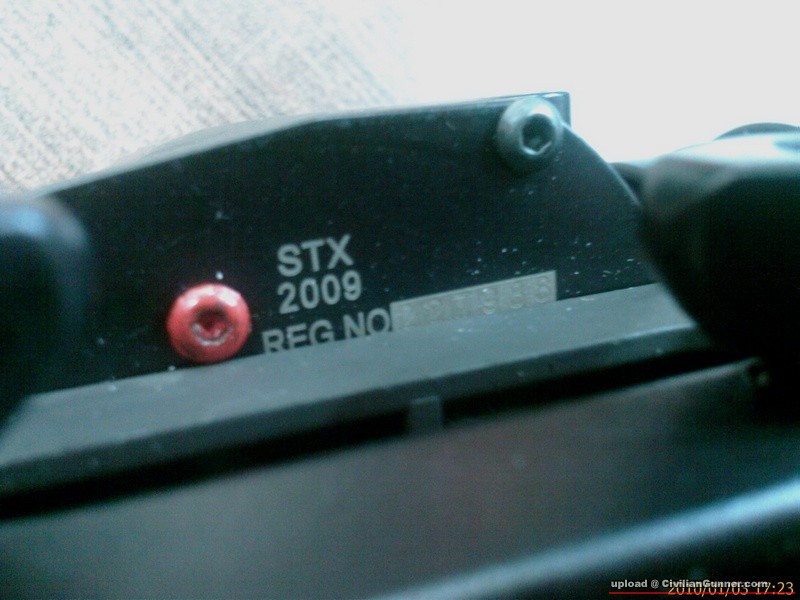 STX
2009
REG NO
upload @ CivilianGunner.com
2010/01/03 17:23